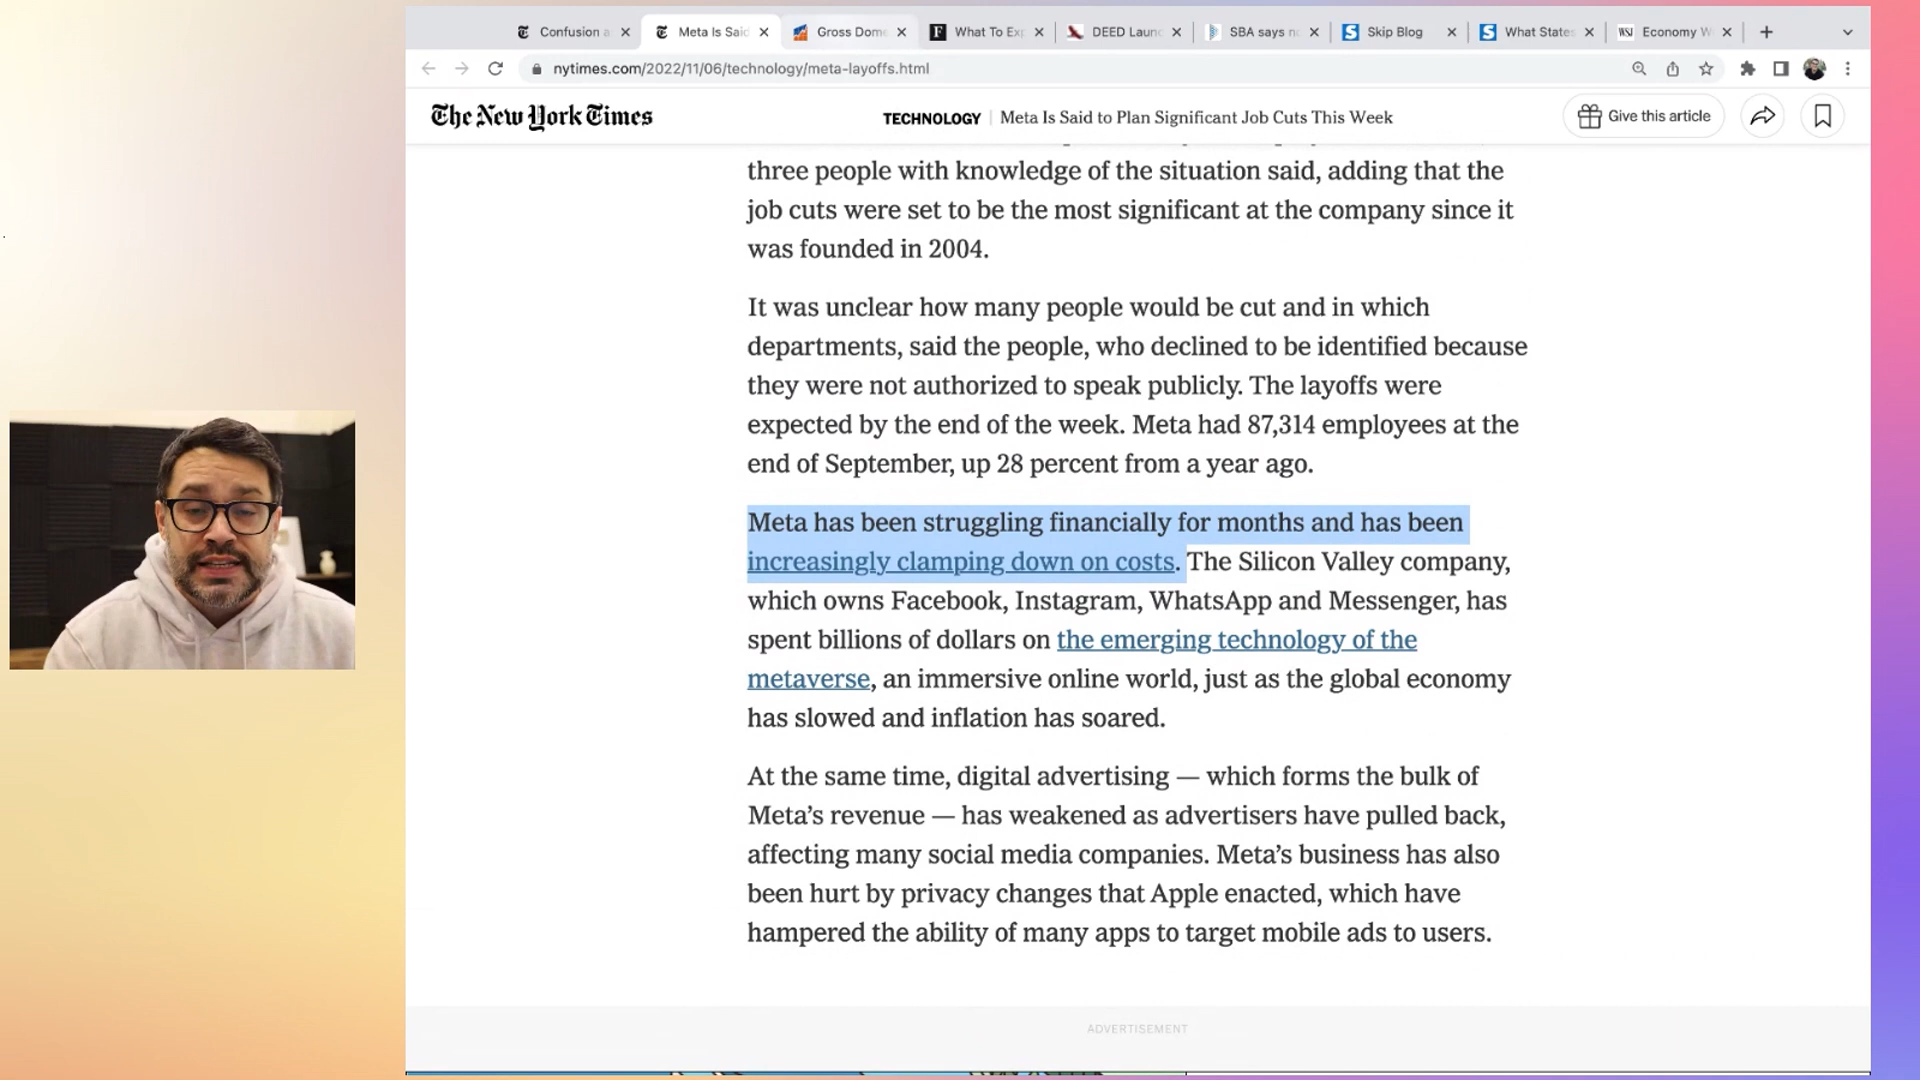 Confusion a
Meta Is Said
Gross Dome
What To Exp
DEED Launc
SBA says n
Skip Blog
What States
WSJ
Economy W
nytimes.com/2022/11/06/technology/meta-layoffs.html
The New York Times
TECHNOLOGY | Meta Is Said to Plan Significant Job Cuts This Week
Give this article
three people with knowledge of the situation said, adding that the
job cuts were set to be the most significant at the company since it
was founded in 2004.
It was unclear how many people would be cut and in which
departments, said the people, who declined to be identified because
they were not authorized to speak publicly. The layoffs were
expected by the end of the week. Meta had 87,314 employees at the
end of September, up 28 percent from a year ago.
Meta has been struggling financially for months and has been
increasingly clamping down on costs. The Silicon Valley company,
which owns Facebook, Instagram, WhatsApp and Messenger, has
spent billions of dollars on the emerging technology of the
metaverse, an immersive online world, just as the global economy
has slowed and inflation has soared.
At the same time, digital advertising — which forms the bulk of
Meta’s revenue — has weakened as advertisers have pulled back,
affecting many social media companies. Meta’s business has also
been hurt by privacy changes that Apple enacted, which have
hampered the ability of many apps to target mobile ads to users.
ADVERTISEMENT